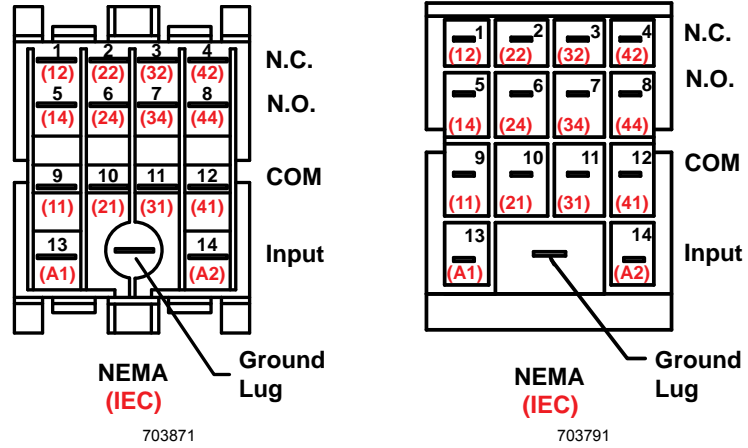 1 2 3 4 N.C.
(12) (22) (32) (42)
5 6 7 8 N.O.
(14) (24) (34) (44)
9 10 11 12 COM
(11) (21) (31) (41)
13 14 Input
(A1) (A2)
Ground
Lug
NEMA
(IEC)
703871
1 2 3 4 N.C.
(12) (22) (32) (42)
N.O.
5 6 7 8
(14) (24) (34) (44)
9 10 11 12 COM
(11) (21) (31) (41)
13 14 Input
(A1) (A2)
Ground
Lug
NEMA
(IEC)
703791